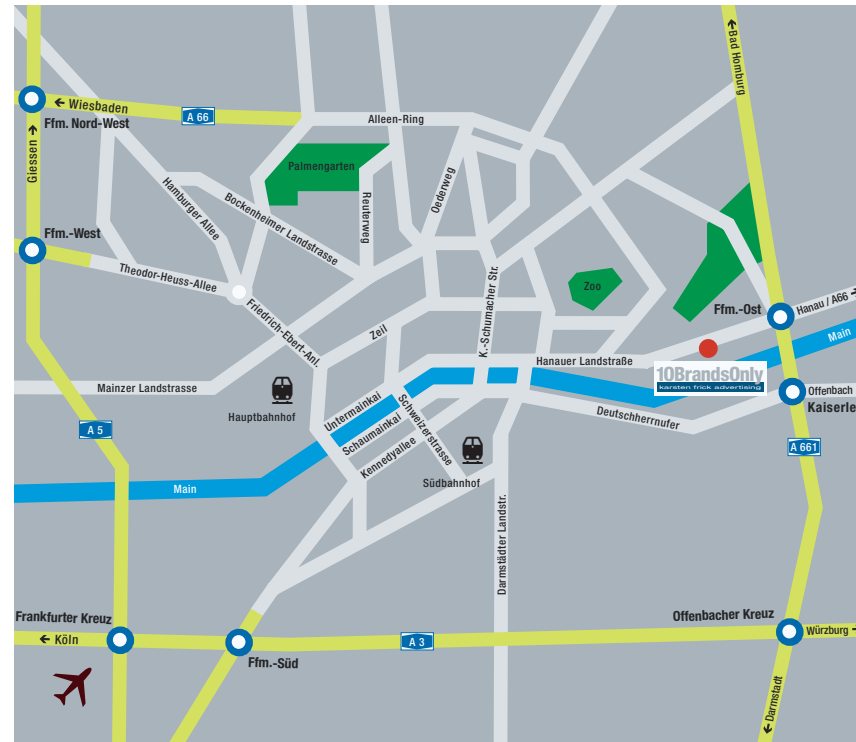 Bad Homburg
Wiesbaden
A 66
Alleen-Ring
Ffm. Nord-West
Giessen
Palmengarten
Hamburger Allee
Bockenheimer Landstrasse
Reuterweg
Oederweg
Ffm.-West
Theodor-Heuss-Allee
Friedrich-Ebert-Anl.
Zoo
K.-Schumacher Str.
Ffm.-Ost
Hanau / A66
Main
Zeil
Hanauer Landstraße
10BrandsOnly
karsten frick advertising
Mainzer Landstrasse
Hauptbahnhof
Untermainkai
Schaumainkai
Schweizerstrasse
Kennedyallee
Deutschherrnufer
Offenbach
Kaiserle
A 5
A 661
Südbahnhof
Main
Darmstädter Landstr.
Frankfurter Kreuz
Köln
Ffm.-Süd
A 3
Offenbacher Kreuz
Würzburg
Darmstadt